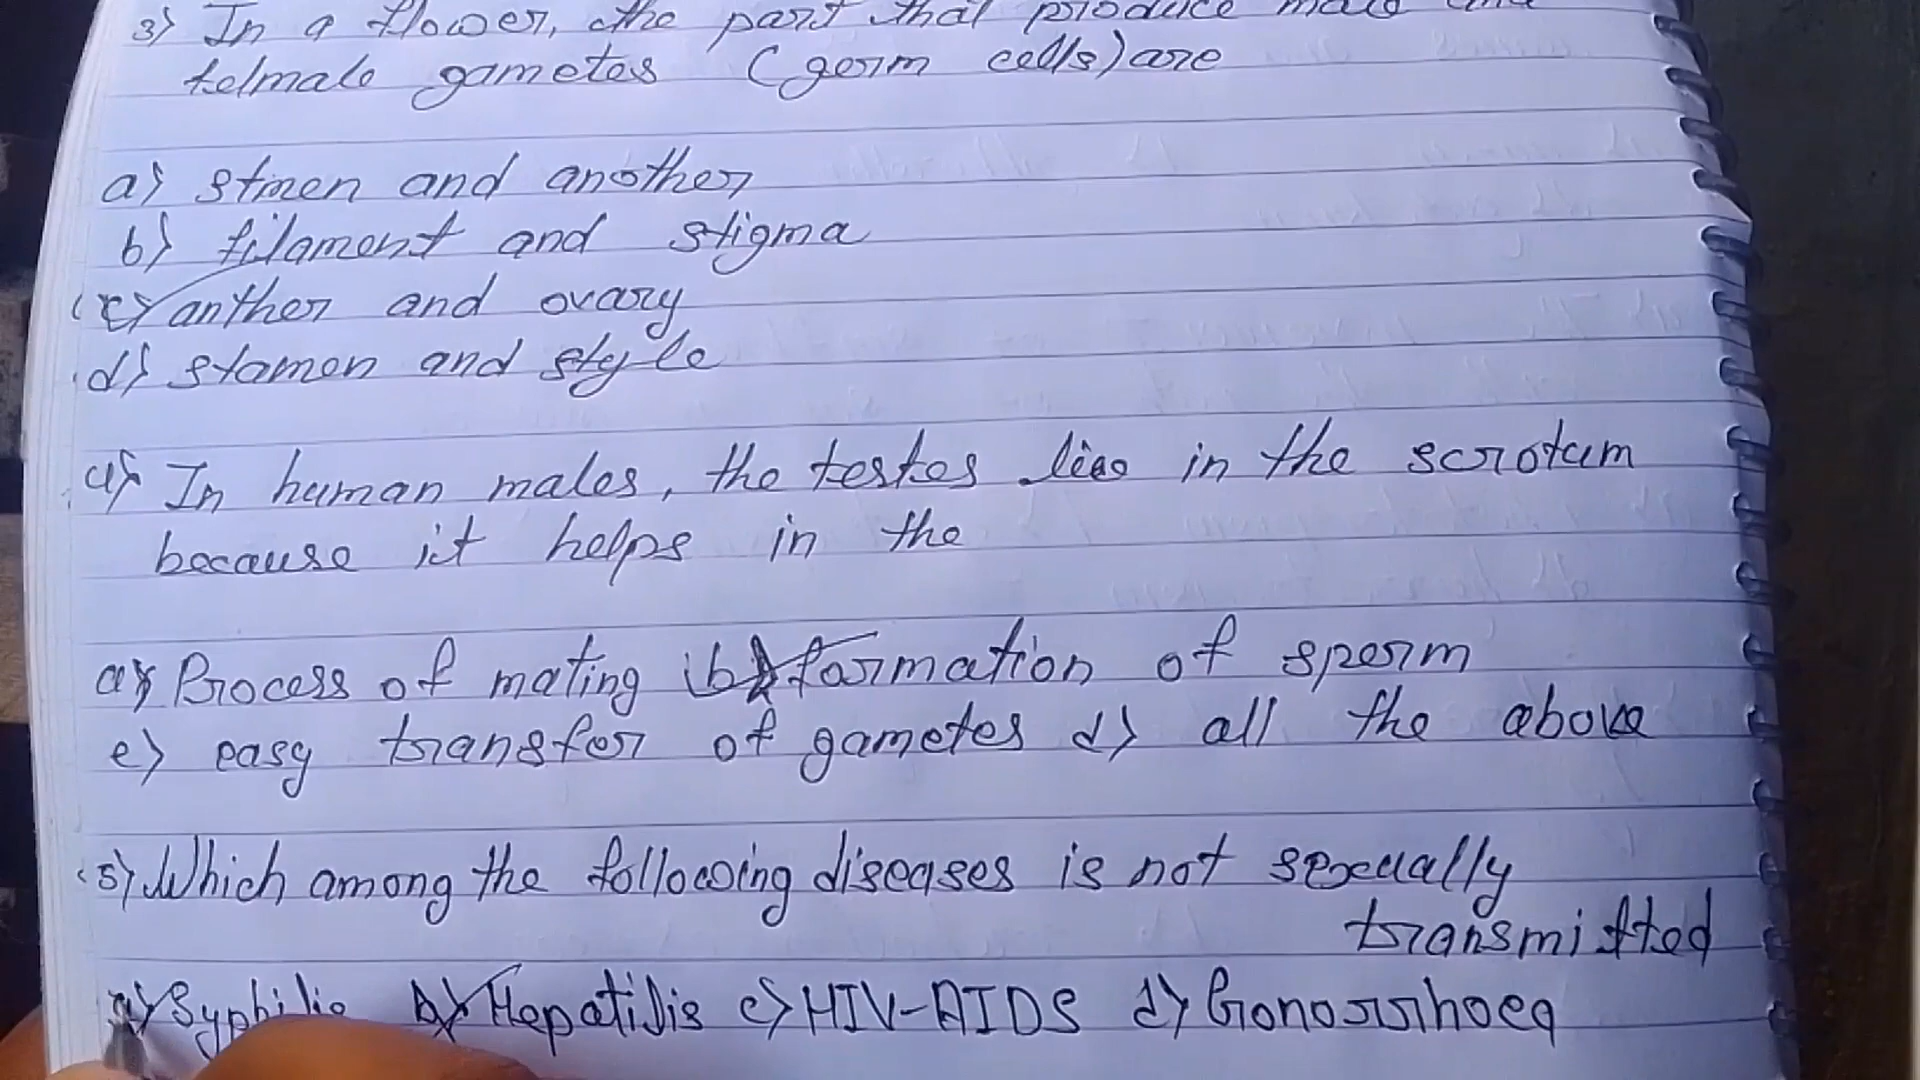 3) In a flower, the part that produce male and
felmale gametes (germ cells) are
a) stmen and another
b) filament and stigma
(c) anther and ovary
d) stamen and style
4) In human males, the testes lies in the scrotum
because it helps in the
a) Process of mating (b) formation of sperm
e) easy transfer of gametes d) all the above
(5) Which among the following diseases is not sexually
transmitted
a) Syphilis b) Hepatitis c) HIV-AIDS d) Gonorrhoea